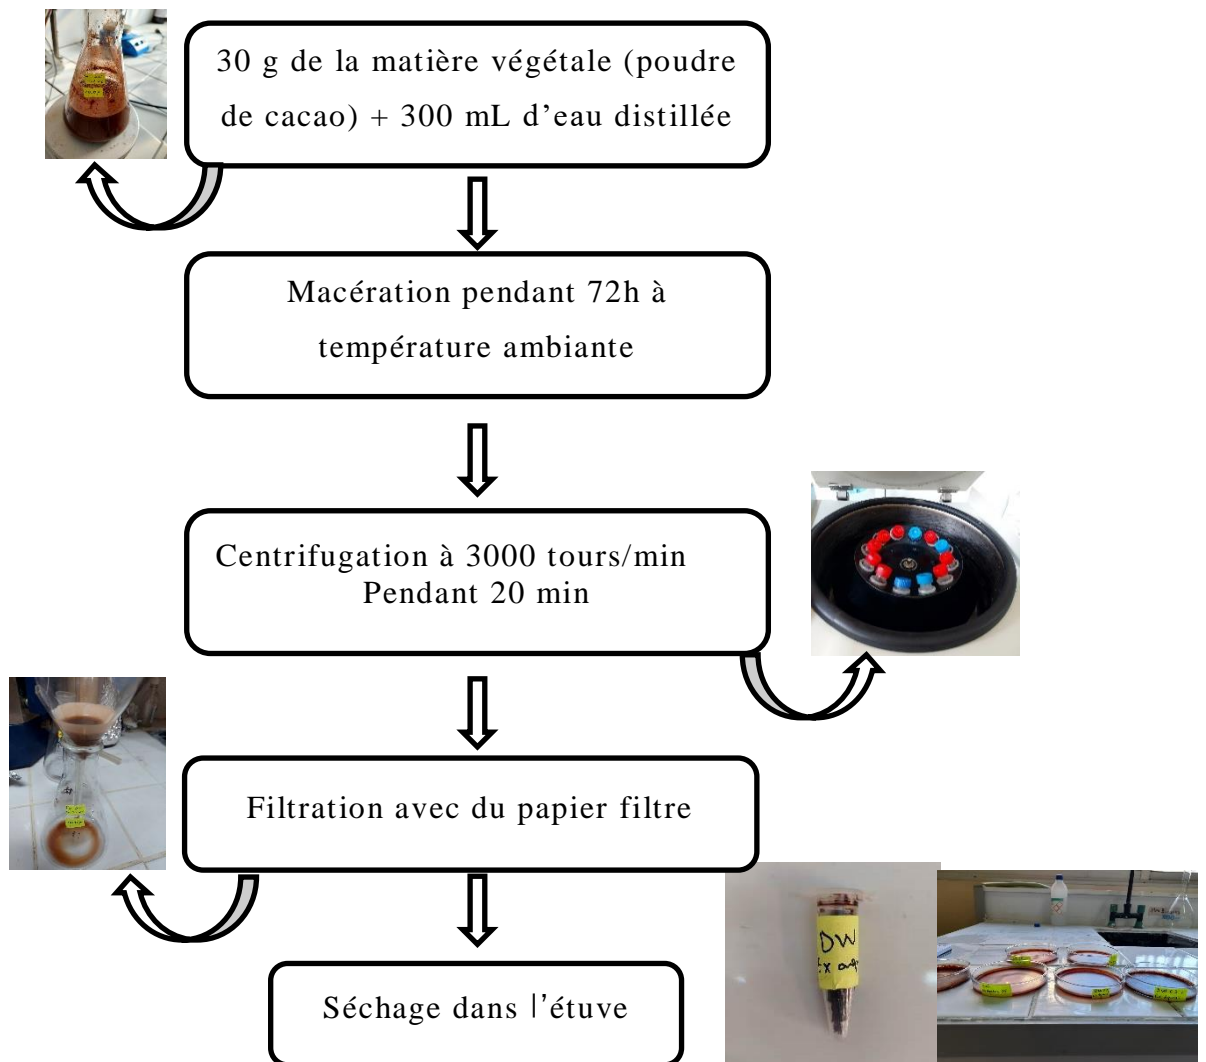 30 g de la matière végétale (poudre
de cacao) + 300 mL d’eau distillée
Macération pendant 72h à
température ambiante
Centrifugation à 3000 tours/min
Pendant 20 min
Filtration avec du papier filtre
Séchage dans l’étuve
DW